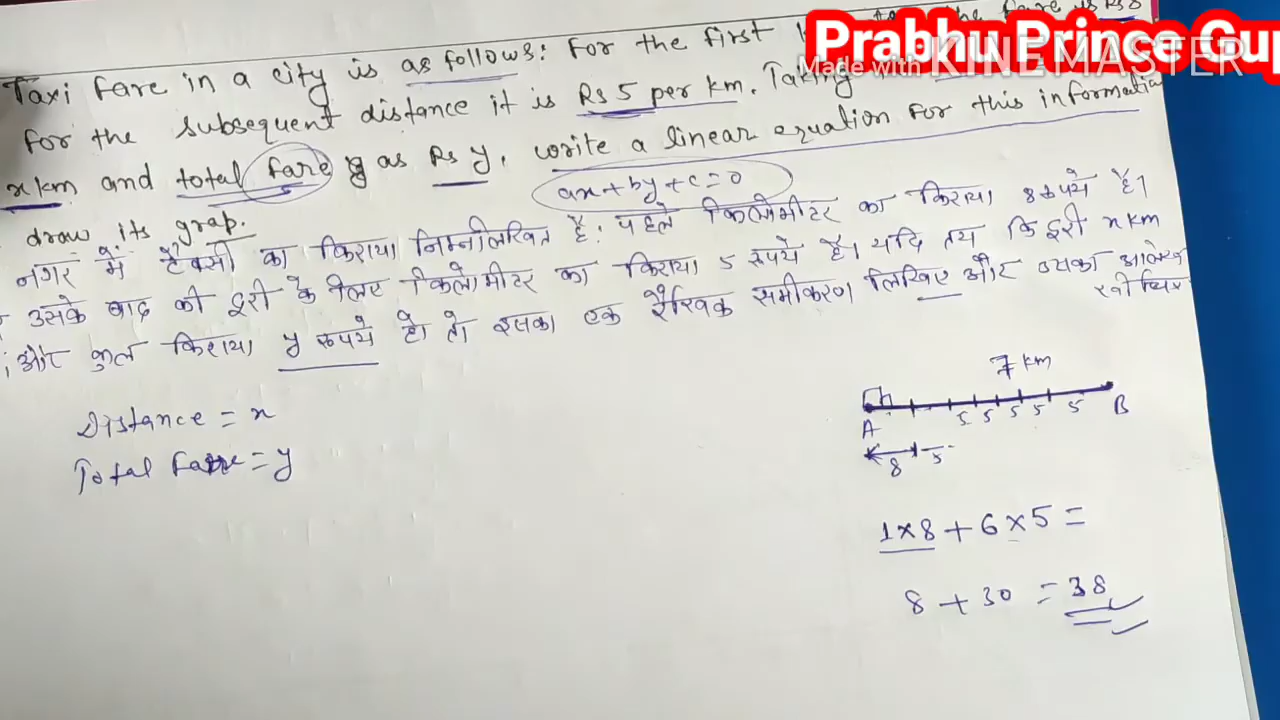 Prabhu Prince Gup
Made with KINEMASTER
Taxi fare in a city is as follows: For the first
For the subsequent distance it is Rs 5 per km. Taking
x km and total fare y as Rs y, write a linear equation for this informatio
draw its grap.
ax+by+c=0
नगर में टैक्सी का किराया निम्नलिखित है: पहले किलोमीटर का किराया 8 रुपये है।
उसके बाद की दूरी के लिए किलोमीटर का किराया 5 रुपये है। यदि तय कि दूरी x km
और कुल किराया y रुपये हो तो इसका एक रैखिक समीकरण लिखिए और उसका आलेख
खीचिए
Distance = x
Total Fare = y
7 km
A
5 5 5 5 5
B
8
5
1×8 + 6×5 =
8 + 30 = 38